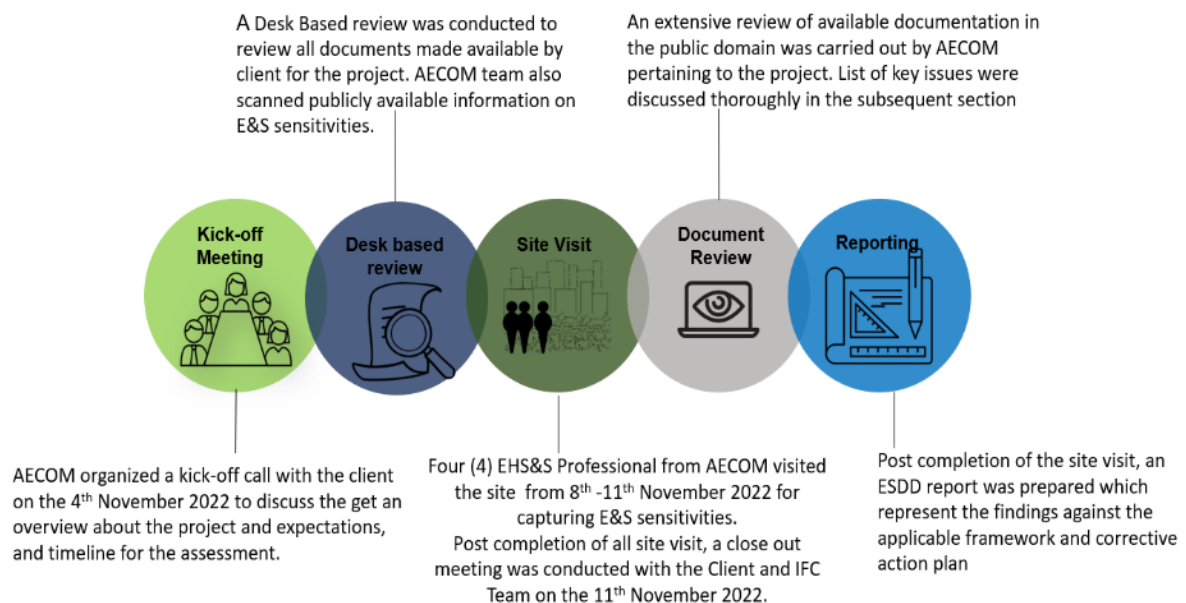 A Desk Based review was conducted to
review all documents made available by
client for the project. AECOM team also
scanned publicly available information on
E&S sensitivities.
An extensive review of available documentation in
the public domain was carried out by AECOM
pertaining to the project. List of key issues were
discussed thoroughly in the subsequent section
Kick-off
Meeting
Desk based
review
Site Visit
Document
Review
Reporting
AECOM organized a kick-off call with the client
on the 4th November 2022 to discuss the get an
overview about the project and expectations,
and timeline for the assessment.
Four (4) EHS&S Professional from AECOM visited
the site from 8th -11th November 2022 for
capturing E&S sensitivities.
Post completion of all site visit, a close out
meeting was conducted with the Client and IFC
Team on the 11th November 2022.
Post completion of the site visit, an
ESDD report was prepared which
represent the findings against the
applicable framework and corrective
action plan